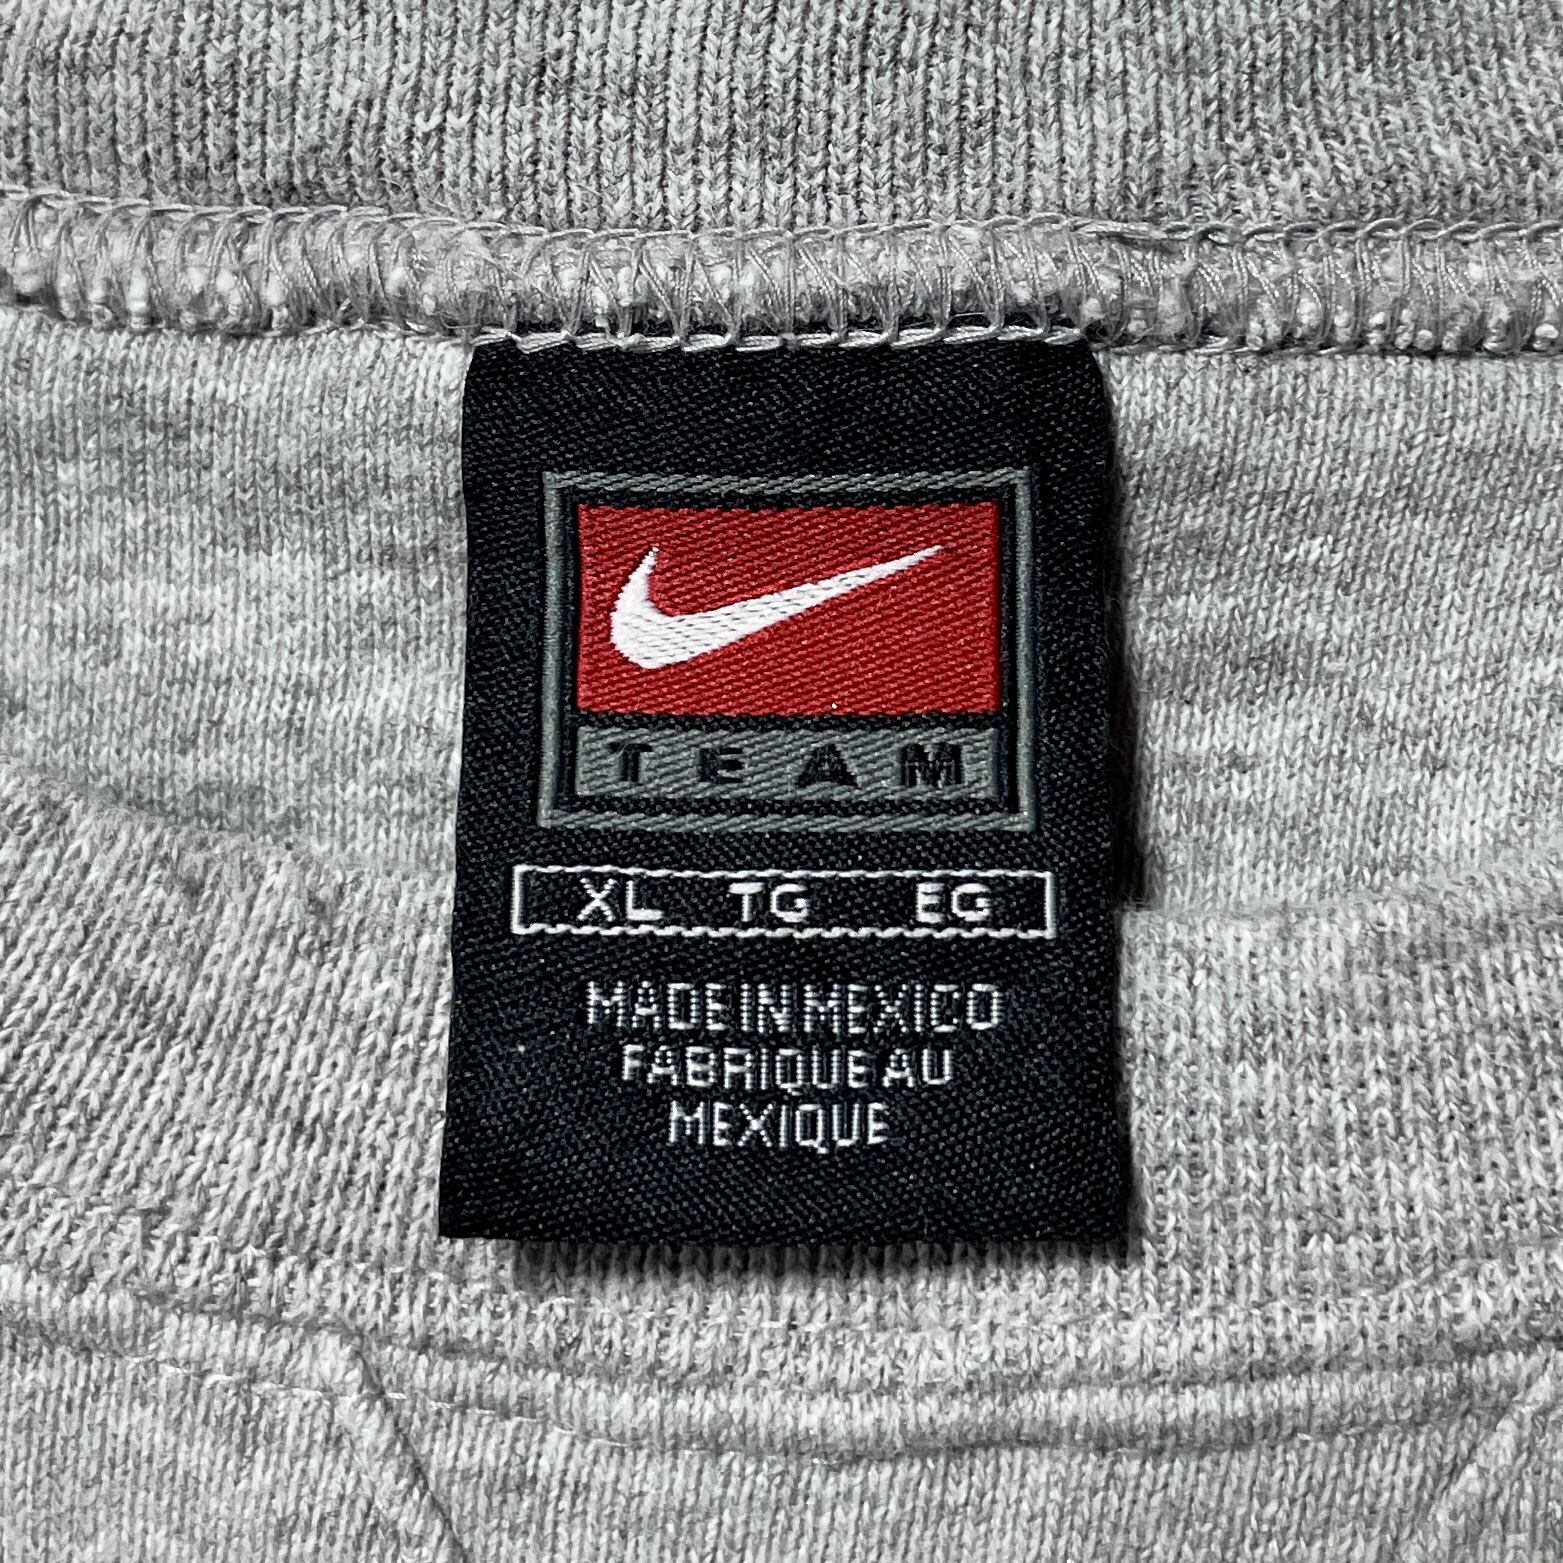 TEAM
XL TG EG
MADE IN MEXICO
FABRIQUE AU
MEXIQUE